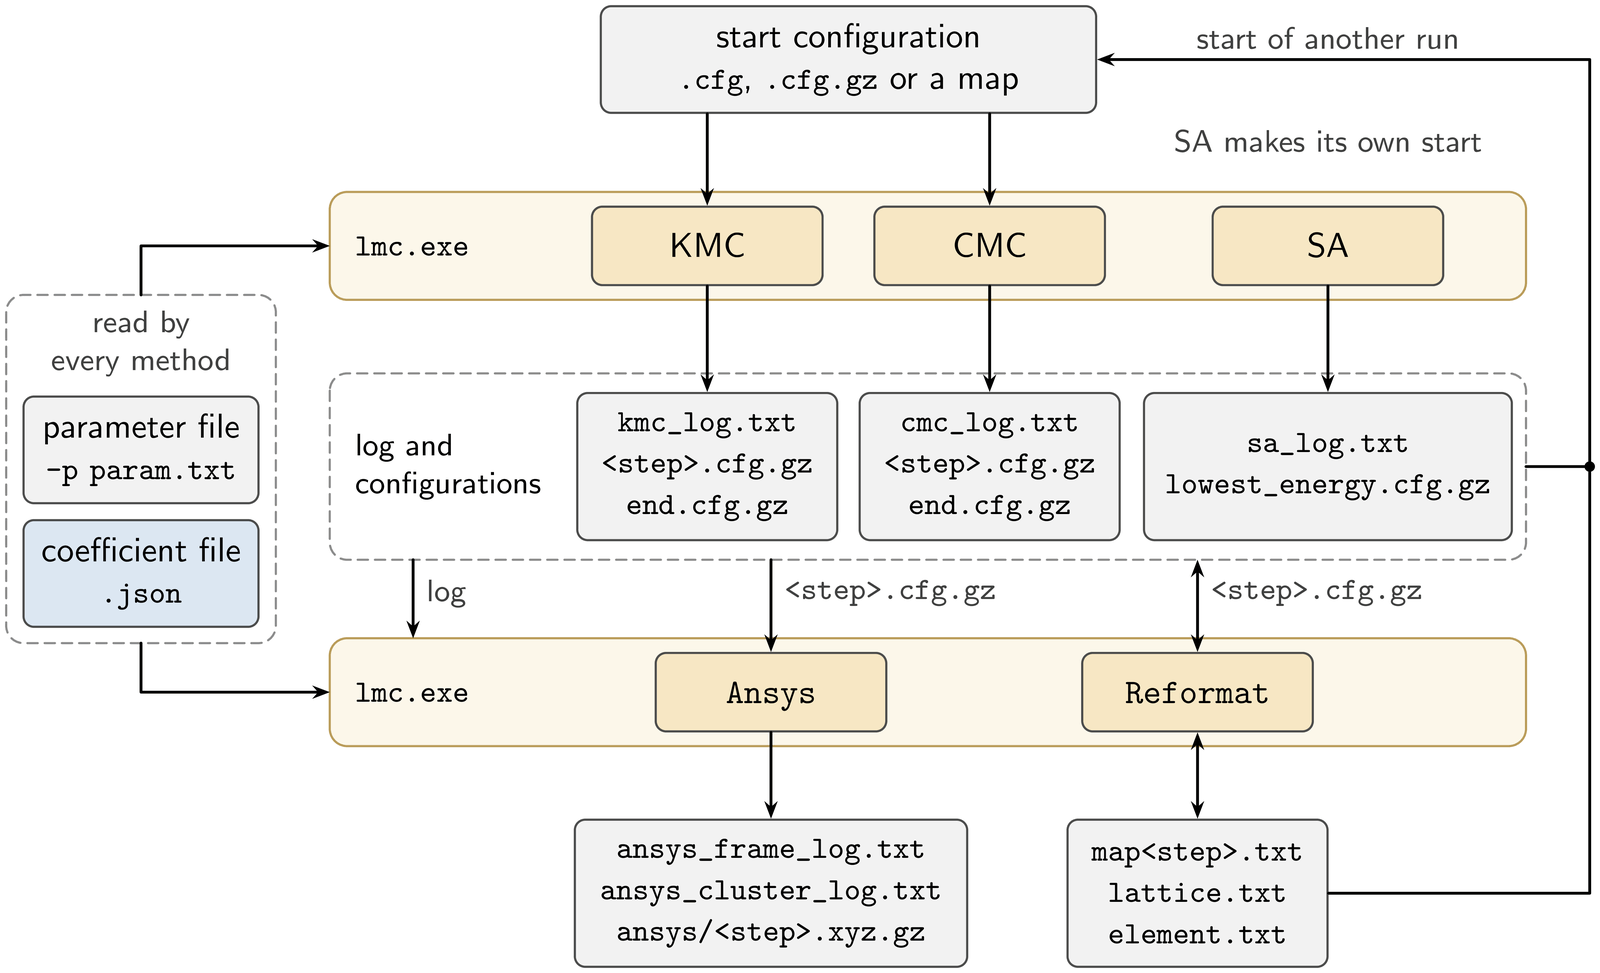 start configuration
.cfg, .cfg.gz or a map
start of another run
SA makes its own start
lmc.exe
KMC
CMC
SA
read by
every method
parameter file
-p param.txt
coefficient file
.json
log and
configurations
kmc_log.txt
<step>.cfg.gz
end.cfg.gz
cmc_log.txt
<step>.cfg.gz
end.cfg.gz
sa_log.txt
lowest_energy.cfg.gz
log
<step>.cfg.gz
<step>.cfg.gz
lmc.exe
Ansys
Reformat
ansys_frame_log.txt
ansys_cluster_log.txt
ansys/<step>.xyz.gz
map<step>.txt
lattice.txt
element.txt